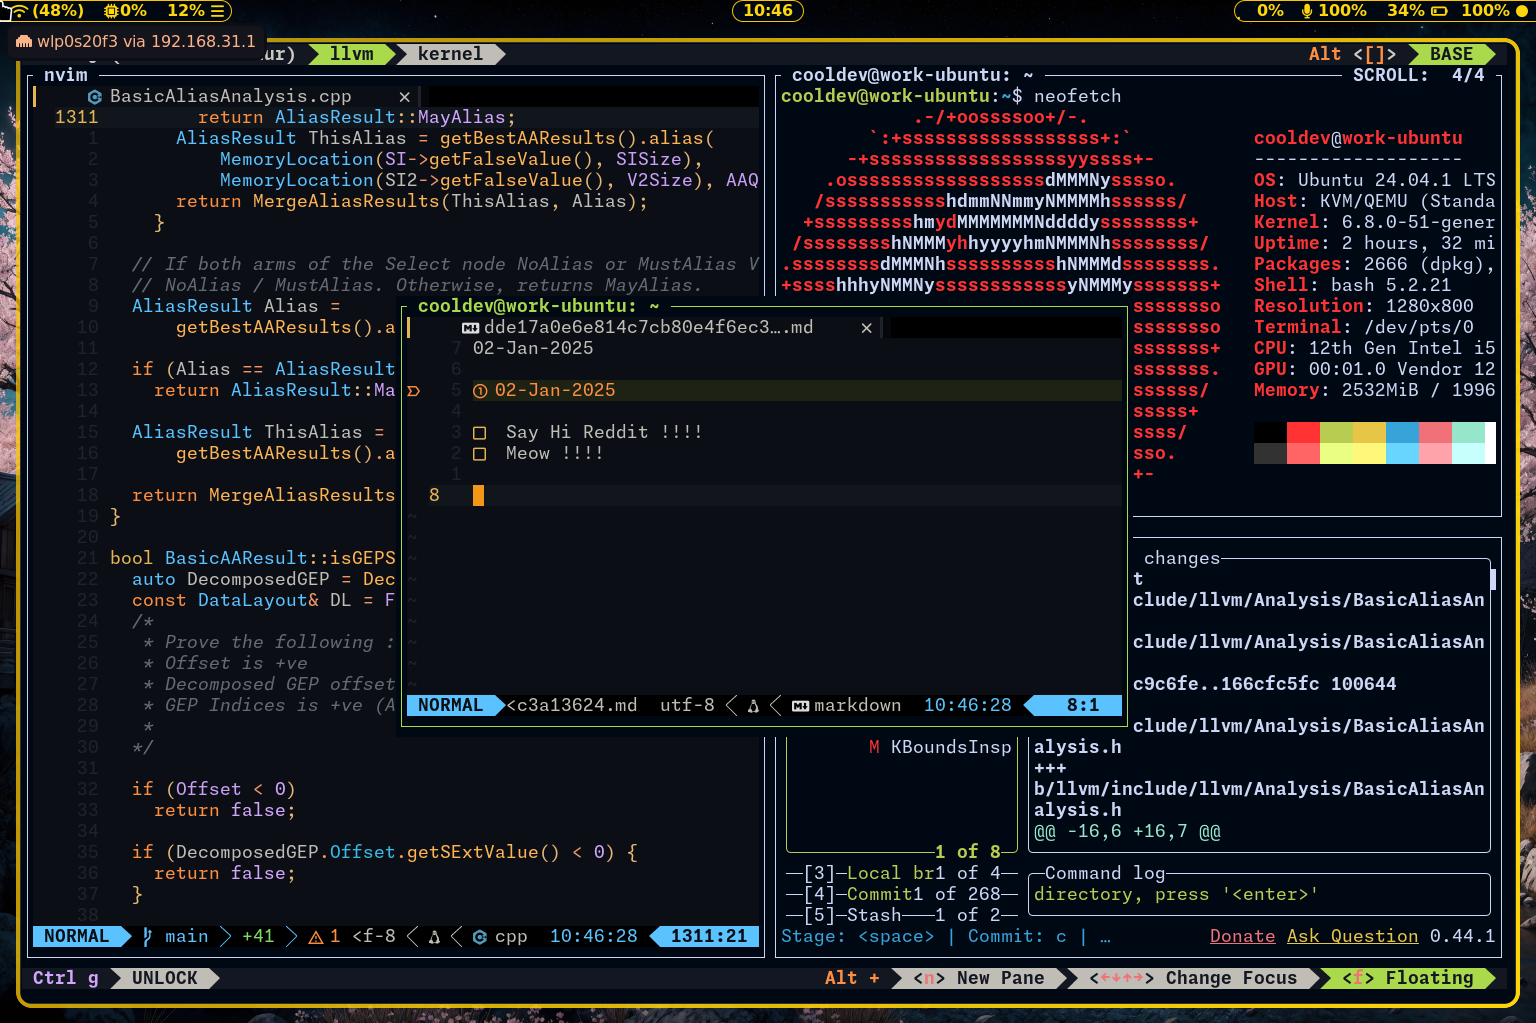 (48%) 0% 12%
10:46
0% 100% 34% 100%
wlp0s20f3 via 192.168.31.1
ur) llvm kernel
Alt <[]> BASE
nvim
BasicAliasAnalysis.cpp ×
1311 return AliasResult::MayAlias;
1 AliasResult ThisAlias = getBestAAResults().alias(
2 MemoryLocation(SI->getFalseValue(), SISize),
3 MemoryLocation(SI2->getFalseValue(), V2Size), AAQ
4 return MergeAliasResults(ThisAlias, Alias);
5 }
6
7 // If both arms of the Select node NoAlias or MustAlias V
8 // NoAlias / MustAlias. Otherwise, returns MayAlias.
9 AliasResult Alias =
10 getBestAAResults().a
11
12 if (Alias == AliasResult
13 return AliasResult::Ma
14
15 AliasResult ThisAlias =
16 getBestAAResults().a
17
18 return MergeAliasResults
19 }
20
21 bool BasicAAResult::isGEPS
22 auto DecomposedGEP = Dec
23 const DataLayout& DL = F
24 /*
25 * Prove the following :
26 * Offset is +ve
27 * Decomposed GEP offset
28 * GEP Indices is +ve (A
29 *
30 */
31
32 if (Offset < 0)
33 return false;
34
35 if (DecomposedGEP.Offset.getSExtValue() < 0) {
36 return false;
37 }
38
NORMAL main +41 1 <f-8 cpp 10:46:28 1311:21
cooldev@work-ubuntu: ~ SCROLL: 4/4
cooldev@work-ubuntu:~$ neofetch
.-/+oossssoo+/-.
`:+ssssssssssssssssss+:`
-+ssssssssssssssssssyyssss+-
.ossssssssssssssssssdMMMNysssso.
/ssssssssssshdmmNNmmyNMMMMhssssss/
+ssssssssshmydMMMMMMMNddddyssssssss+
/sssssssshNMMMyhhyyyyhmNMMMNhssssssss/
.ssssssssdMMMNhsssssssssshNMMMdssssssss.
+sssshhhyNMMNyssssssssssssyNMMMysssssss+
ssssssso
ssssssso
sssssss+
sssssss.
ssssss/
sssss+
ssss/
sso.
+-
cooldev@work-ubuntu
-------------------
OS: Ubuntu 24.04.1 LTS
Host: KVM/QEMU (Standa
Kernel: 6.8.0-51-gener
Uptime: 2 hours, 32 mi
Packages: 2666 (dpkg),
Shell: bash 5.2.21
Resolution: 1280x800
Terminal: /dev/pts/0
CPU: 12th Gen Intel i5
GPU: 00:01.0 Vendor 12
Memory: 2532MiB / 1996
cooldev@work-ubuntu: ~
dde17a0e6e814c7cb80e4f6ec3….md ×
7 02-Jan-2025
6
5 1 02-Jan-2025
4
3 Say Hi Reddit !!!!
2 Meow !!!!
1
8
~
~
~
~
~
~
~
~
~
NORMAL <c3a13624.md utf-8 markdown 10:46:28 8:1
changes
t
clude/llvm/Analysis/BasicAliasAn
clude/llvm/Analysis/BasicAliasAn
c9c6fe..166cfc5fc 100644
clude/llvm/Analysis/BasicAliasAn
alysis.h
+++
b/llvm/include/llvm/Analysis/BasicAliasAn
alysis.h
@@ -16,6 +16,7 @@
M KBoundsInsp
1 of 8
[3]─Local br1 of 4
[4]─Commit1 of 268
[5]─Stash──1 of 2
Command log
directory, press '<enter>'
Stage: <space> | Commit: c | … Donate Ask Question 0.44.1
Ctrl g UNLOCK
Alt + <n> New Pane <←↓↑→> Change Focus <f> Floating